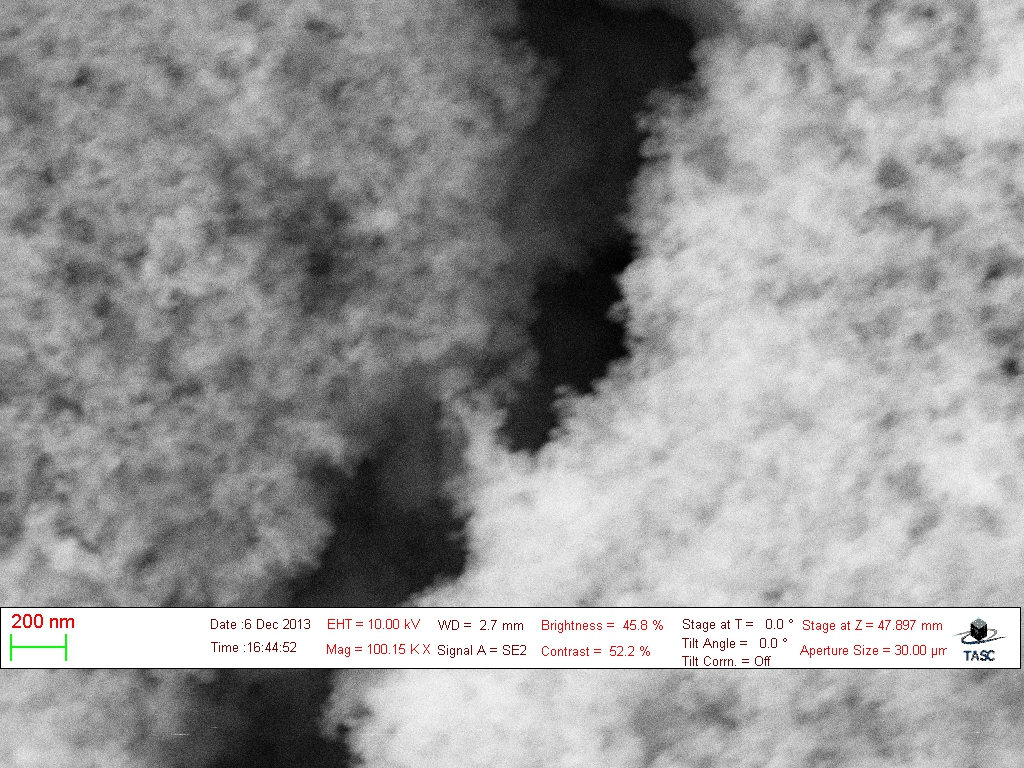 200 nm
Date :6 Dec 2013 EHT = 10.00 kV WD = 2.7 mm Brightness = 45.8 % Stage at T = 0.0 ° Stage at Z = 47.897 mm
Time :16:44:52 Mag = 100.15 K X Signal A = SE2 Contrast = 52.2 % Tilt Angle = 0.0 ° Aperture Size = 30.00 µm
Tilt Corrn. = Off
TASC